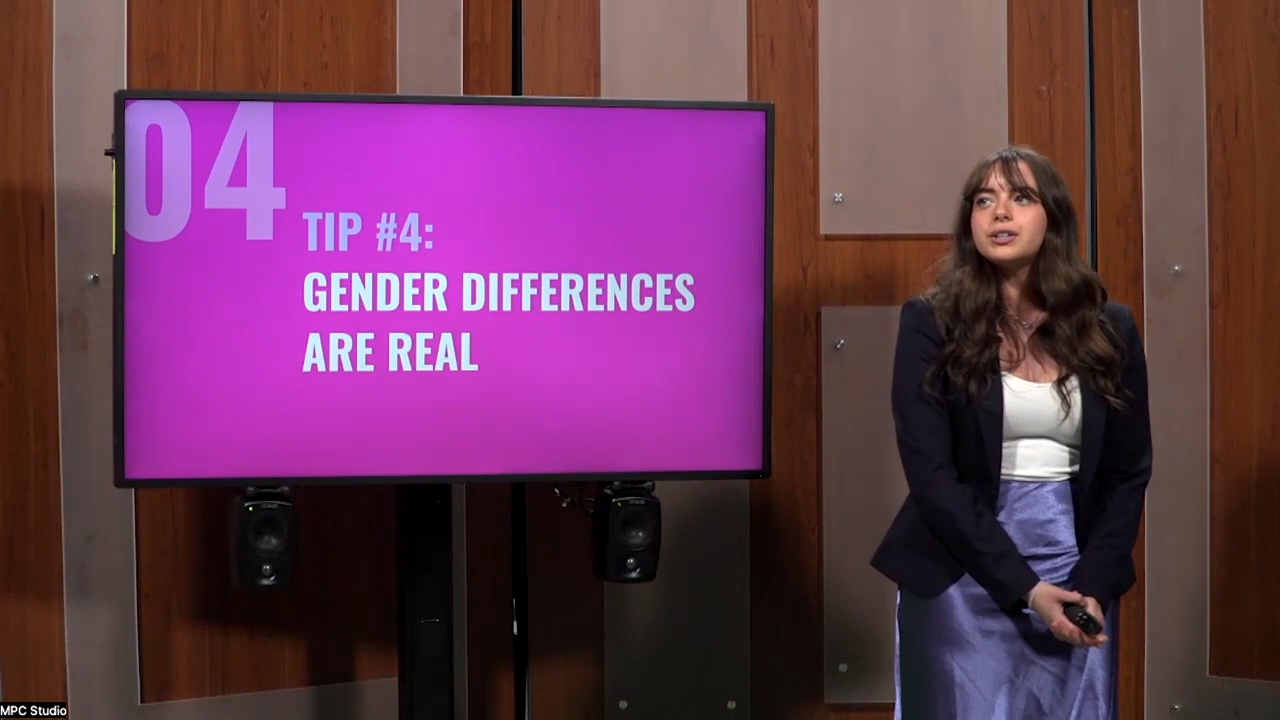 04
TIP #4:
GENDER DIFFERENCES
ARE REAL
MPC Studio